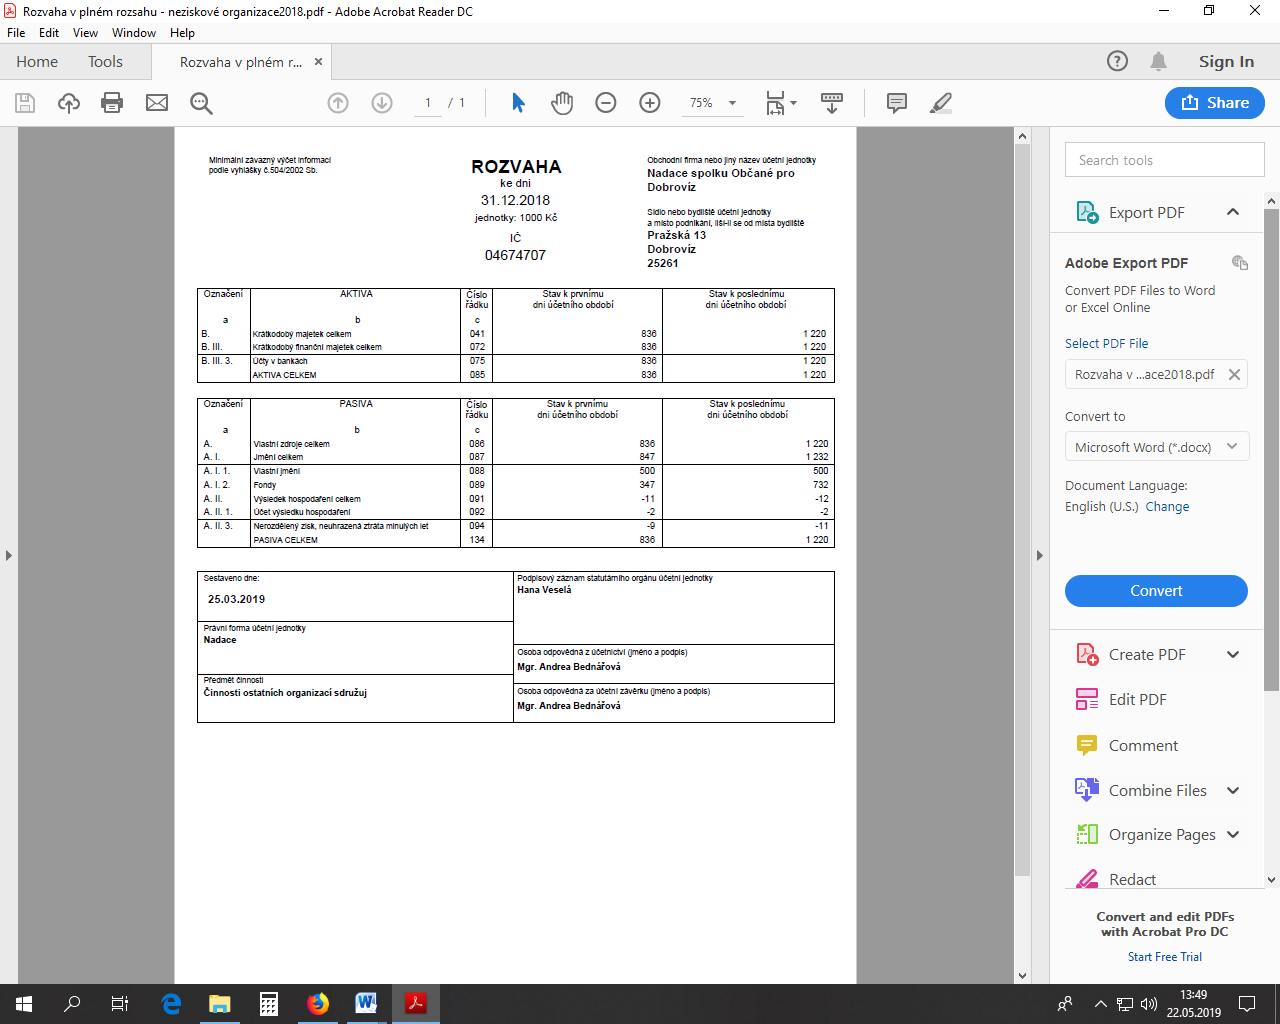 Rozvaha v plném rozsahu - neziskové organizace2018.pdf - Adobe Acrobat Reader DC
File Edit View Window Help
Home Tools Rozvaha v plném r... × Sign In
1 / 1 75% Share
Minimální závazný výčet informací
podle vyhlášky č.504/2002 Sb.
ROZVAHA
ke dni
31.12.2018
jednotky: 1000 Kč
IČ
04674707
Obchodní firma nebo jiný název účetní jednotky
Nadace spolku Občané pro
Dobrovíz
Sídlo nebo bydliště účetní jednotky
a místo podnikání, liší-li se od místa bydliště
Pražská 13
Dobrovíz
25261
Označení AKTIVA Číslo Stav k prvnímu Stav k poslednímu
řádku dni účetního období dni účetního období
a b c
B. Krátkodobý majetek celkem 041 836 1 220
B. III. Krátkodobý finanční majetek celkem 072 836 1 220
B. III. 3. Účty v bankách 075 836 1 220
AKTIVA CELKEM 085 836 1 220
Označení PASIVA Číslo Stav k prvnímu Stav k poslednímu
řádku dni účetního období dni účetního období
a b c
A. Vlastní zdroje celkem 086 836 1 220
A. I. Jmění celkem 087 847 1 232
A. I. 1. Vlastní jmění 088 500 500
A. I. 2. Fondy 089 347 732
A. II. Výsledek hospodaření celkem 091 -11 -12
A. II. 1. Účet výsledku hospodaření 092 -2 -2
A. II. 3. Nerozdělený zisk, neuhrazená ztráta minulých let 094 -9 -11
PASIVA CELKEM 134 836 1 220
Sestaveno dne:
25.03.2019
Právní forma účetní jednotky
Nadace
Předmět činnosti
Činnosti ostatních organizací sdružuj
Podpisový záznam statutárního orgánu účetní jednotky
Hana Veselá
Osoba odpovědná z účetnictví (jméno a podpis)
Mgr. Andrea Bednářová
Osoba odpovědná za účetní závěrku (jméno a podpis)
Mgr. Andrea Bednářová
Search tools
Export PDF
Adobe Export PDF
Convert PDF Files to Word
or Excel Online
Select PDF File
Rozvaha v ...ace2018.pdf
Convert to
Microsoft Word (*.docx)
Document Language:
English (U.S.) Change
Convert
Create PDF
Edit PDF
Comment
Combine Files
Organize Pages
Redact
Convert and edit PDFs
with Acrobat Pro DC
Start Free Trial
13:49
22.05.2019